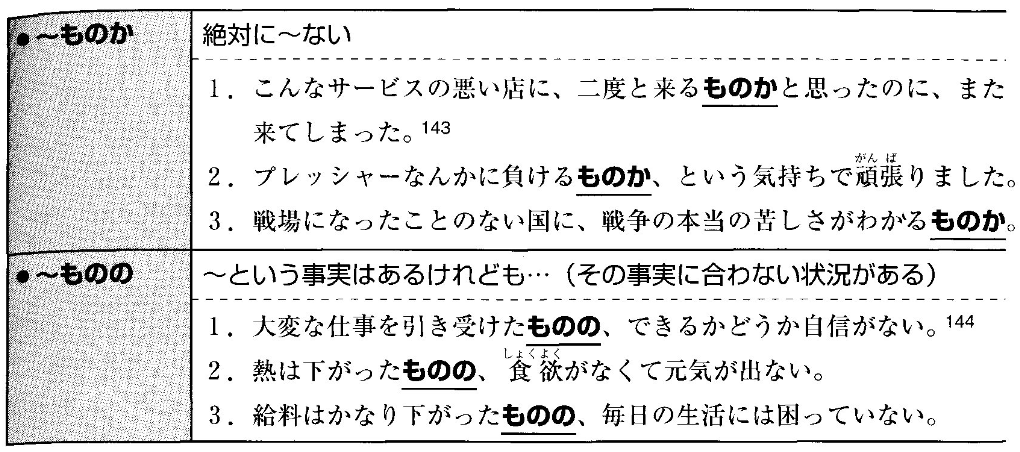 ●～ものか
絶対に～ない
1．こんなサービスの悪い店に、二度と来るものかと思ったのに、また
来てしまった。143
がん ば
2．プレッシャーなんかに負けるものか、という気持ちで頑張りました。
3．戦場になったことのない国に、戦争の本当の苦しさがわかるものか。
●～ものの
～という事実はあるけれども…（その事実に合わない状況がある）
1．大変な仕事を引き受けたものの、できるかどうか自信がない。144
しょくよく
2．熱は下がったものの、食欲がなくて元気が出ない。
3．給料はかなり下がったものの、毎日の生活には困っていない。